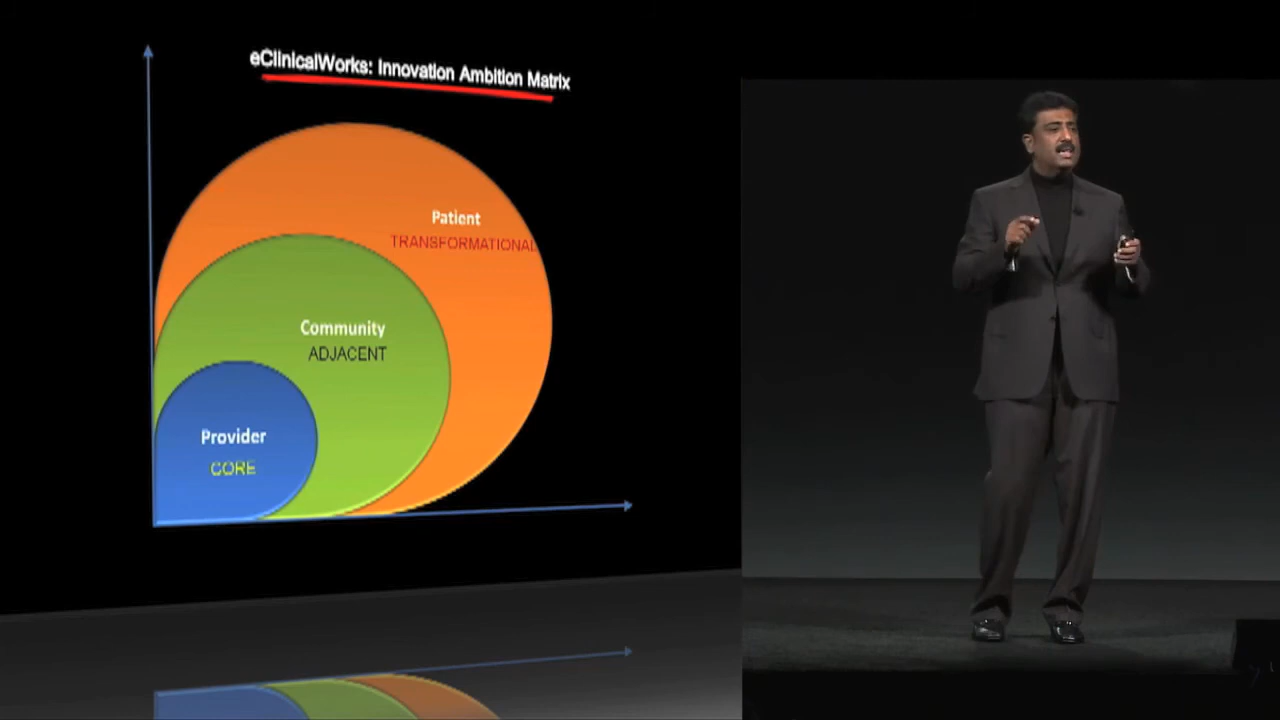 eClinicalWorks: Innovation Ambition Matrix
Patient
TRANSFORMATIONAL
Community
ADJACENT
Provider
CORE